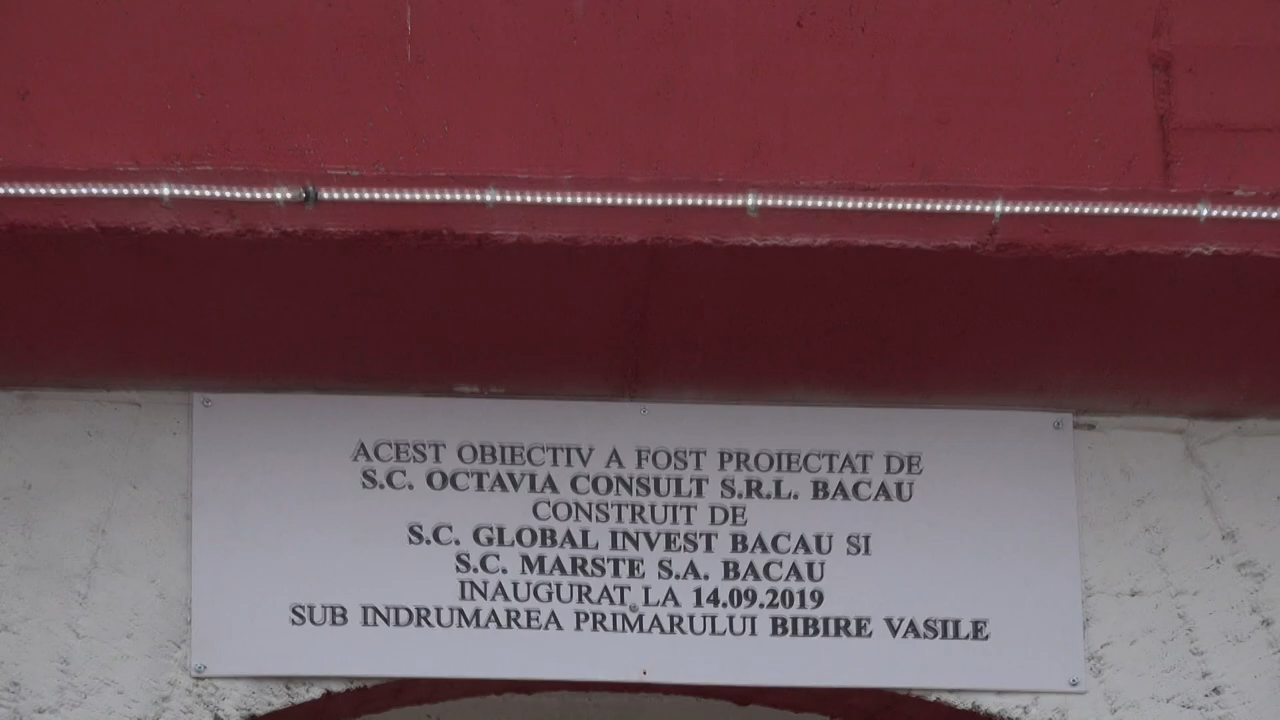 ACEST OBIECTIV A FOST PROIECTAT DE
S.C. OCTAVIA CONSULT S.R.L. BACAU
CONSTRUIT DE
S.C. GLOBAL INVEST BACAU SI
S.C. MARSTE S.A. BACAU
INAUGURAT LA 14.09.2019
SUB INDRUMAREA PRIMARULUI BIBIRE VASILE